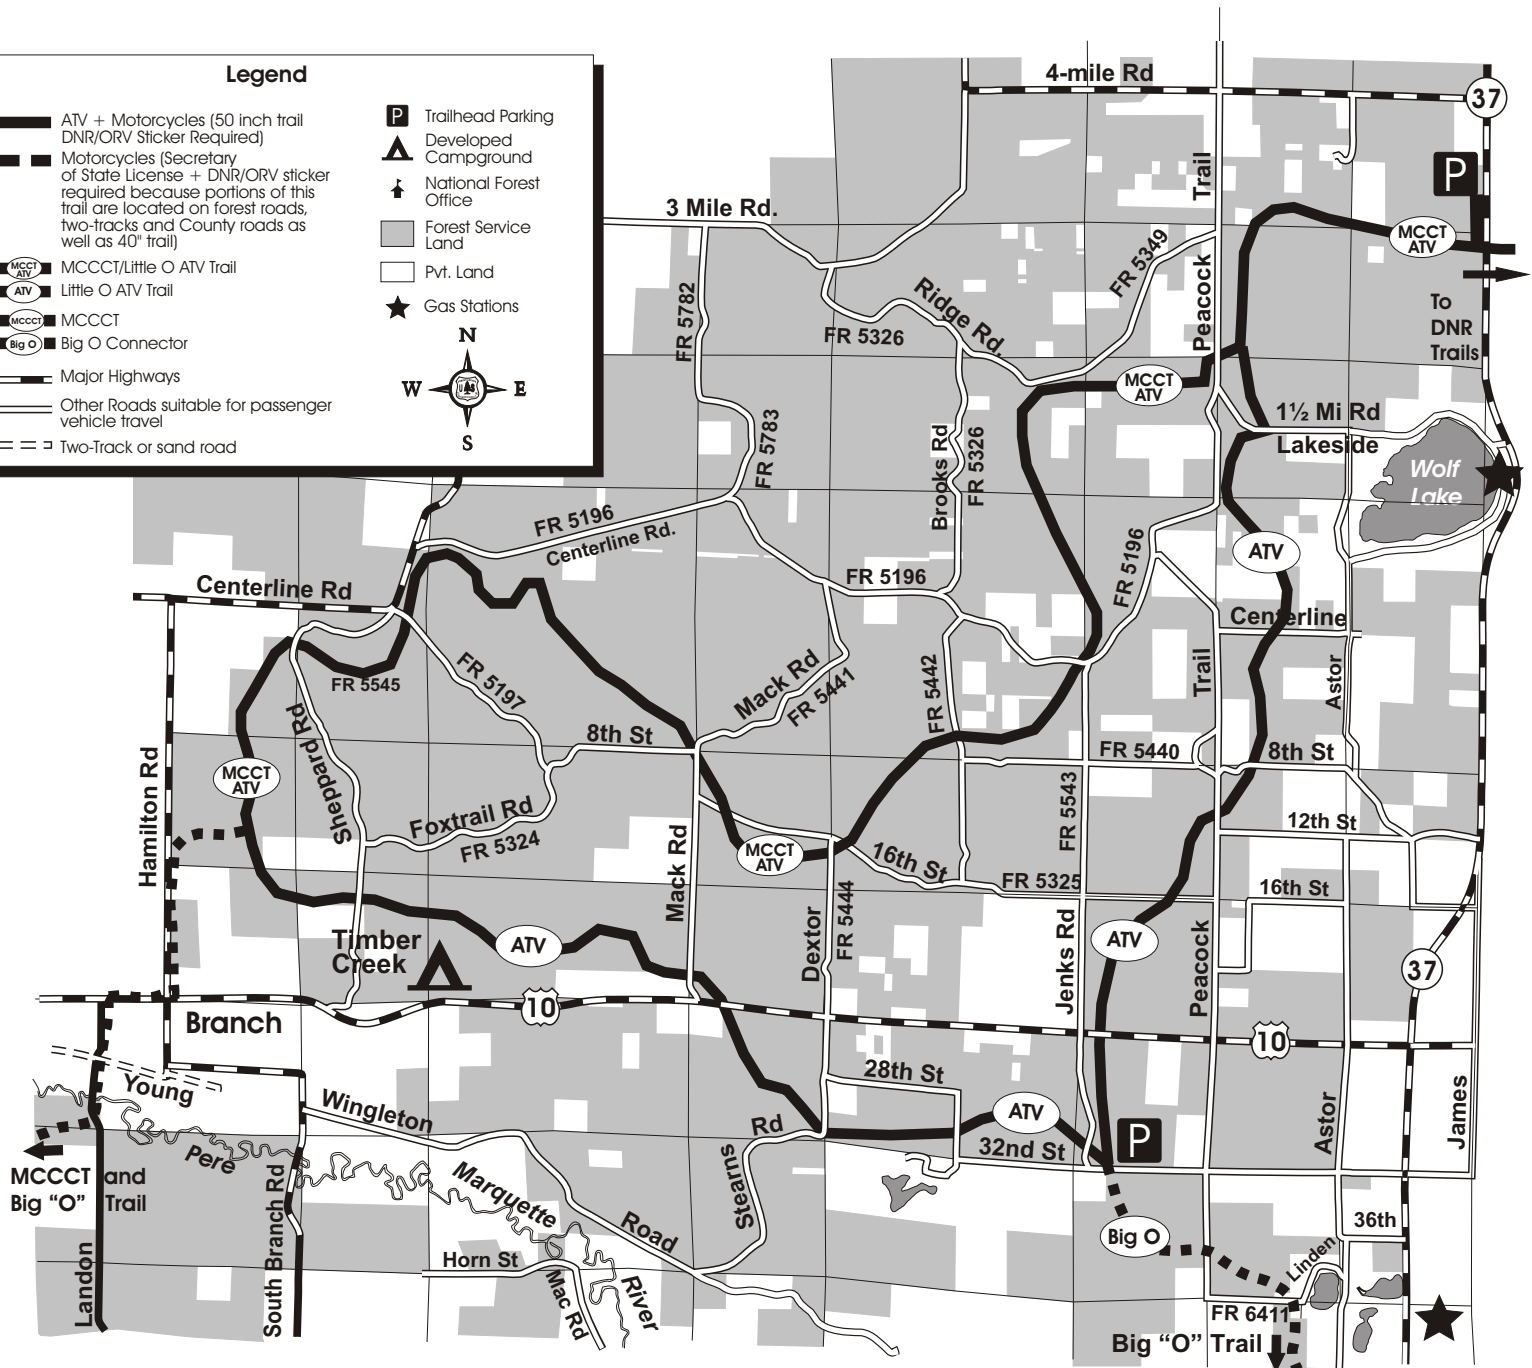 Legend
ATV + Motorcycles (50 inch trail
DNR/ORV Sticker Required)
Motorcycles (Secretary
of State License + DNR/ORV sticker
required because portions of this
trail are located on forest roads,
two-tracks and County roads as
well as 40" trail)
MCCT
ATV
MCCCT/Little O ATV Trail
ATV
Little O ATV Trail
MCCCT
MCCCT
Big O
Big O Connector
Major Highways
Other Roads suitable for passenger
vehicle travel
Two-Track or sand road
P
Trailhead Parking
Developed
Campground
National Forest
Office
Forest Service
Land
Pvt. Land
Gas Stations
N
W
E
S
4-mile Rd
37
P
Trail
3 Mile Rd.
MCCT
ATV
FR 5349
Peacock
FR 5782
Ridge Rd.
FR 5326
To
DNR
Trails
MCCT
ATV
1½ Mi Rd
Lakeside
FR 5783
Brooks Rd
FR 5326
Wolf
Lake
FR 5196
Centerline Rd.
ATV
FR 5196
FR 5196
Centerline Rd
Centerline
FR 5545
FR 5197
Mack Rd
FR 5441
FR 5442
Trail
Astor
Sheppard Rd
8th St
FR 5440
8th St
Hamilton Rd
MCCT
ATV
Foxtrail Rd
FR 5324
FR 5543
12th St
MCCT
ATV
16th St
FR 5325
16th St
Mack Rd
Dextor
FR 5444
Jenks Rd
Peacock
ATV
ATV
Timber
Creek
37
10
Branch
10
28th St
Young
Wingleton
ATV
Rd
32nd St
P
Astor
James
Pere
MCCCT and
Big “O” Trail
Marquette
South Branch Rd
Stearns
Road
Big O
36th
Linden
Landon
Horn St
Mac Rd
River
FR 6411
Big “O” Trail